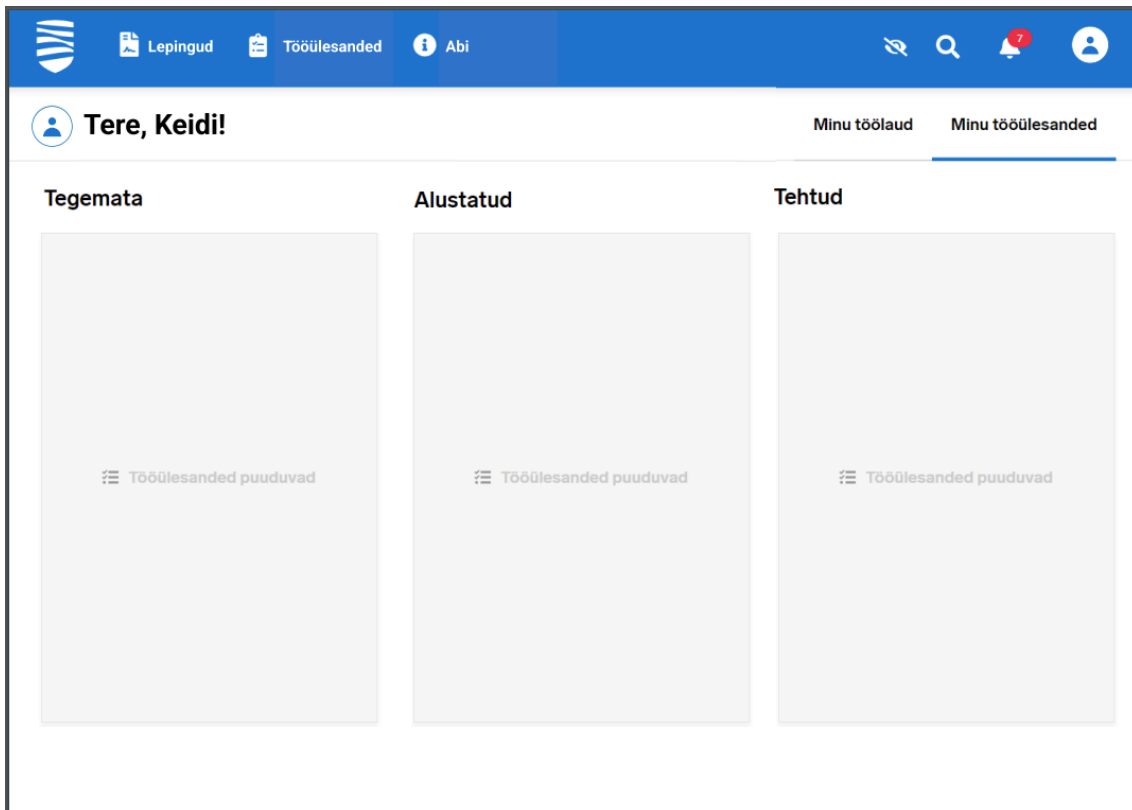 Lepingud
Tööülesanded
Abi
7
Tere, Keidi!
Minu töölaud
Minu tööülesanded
Tegemata
Alustatud
Tehtud
Tööülesanded puuduvad
Tööülesanded puuduvad
Tööülesanded puuduvad